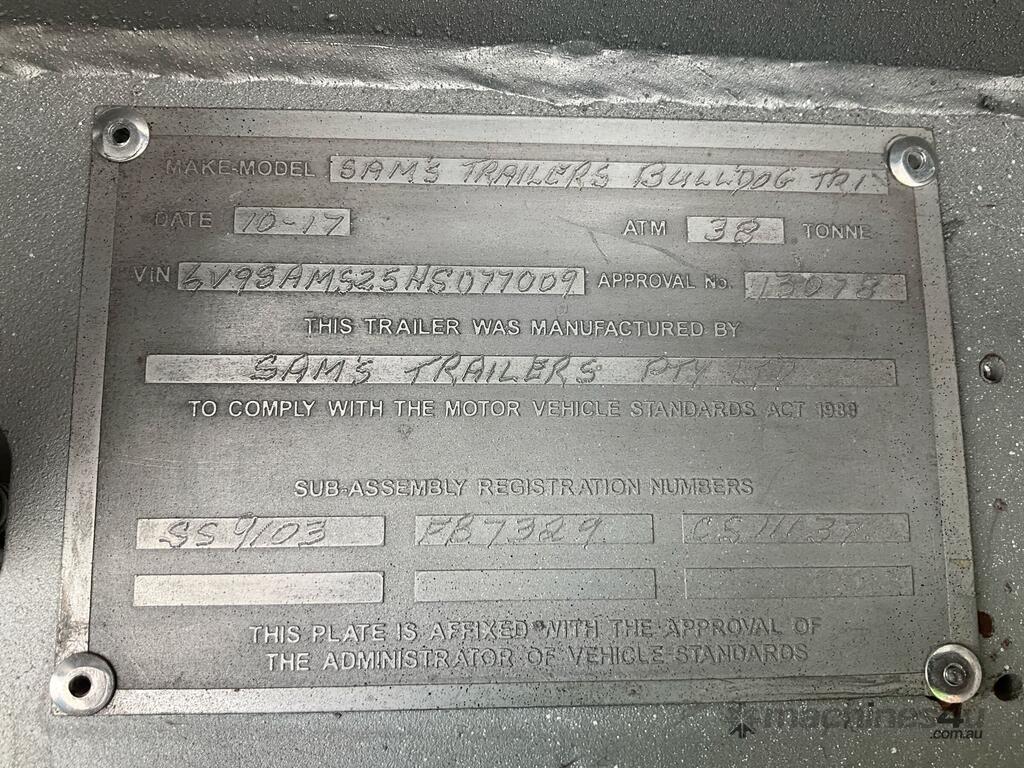 MAKE-MODEL SAM'S TRAILERS BULLDOG TRI
DATE 10-17 ATM 38 TONNE
VIN 6V9SAMS25HS077009 APPROVAL No. 13078
THIS TRAILER WAS MANUFACTURED BY
SAM'S TRAILERS PTY LTD
TO COMPLY WITH THE MOTOR VEHICLE STANDARDS ACT 1989
SUB-ASSEMBLY REGISTRATION NUMBERS
SS9103 FB7329
THIS PLATE IS AFFIXED WITH THE APPROVAL OF
THE ADMINISTRATOR OF VEHICLE STANDARDS
machines4u
.com.au